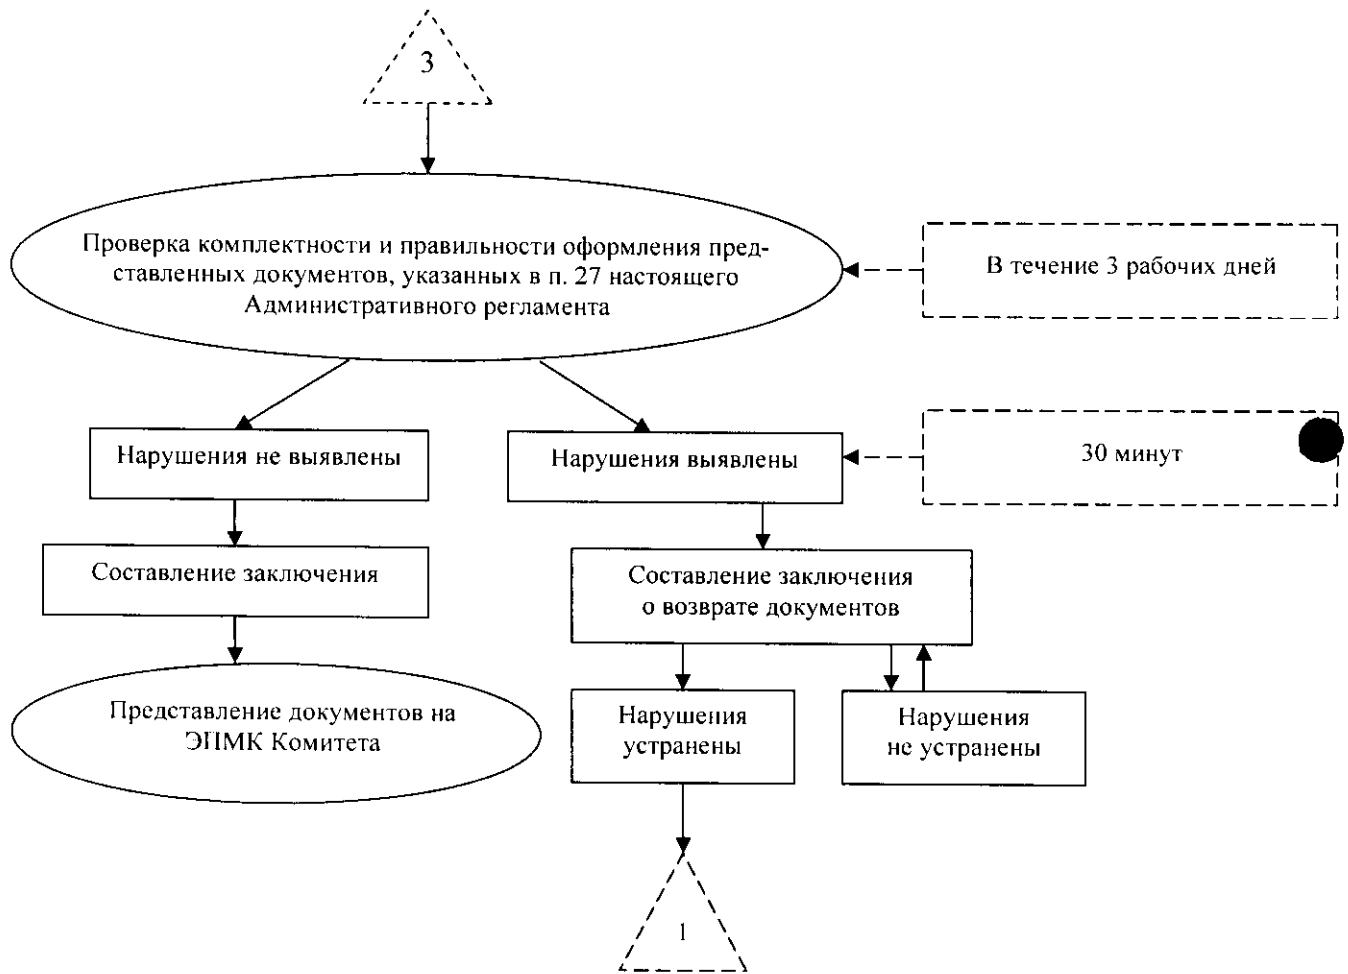 3
Проверка комплектности и правильности оформления пред-
ставленных документов, указанных в п. 27 настоящего
Административного регламента
В течение 3 рабочих дней
Нарушения не выявлены
Нарушения выявлены
30 минут
Составление заключения
Составление заключения
о возврате документов
Представление документов на
ЭПМК Комитета
Нарушения
устранены
Нарушения
не устранены
1